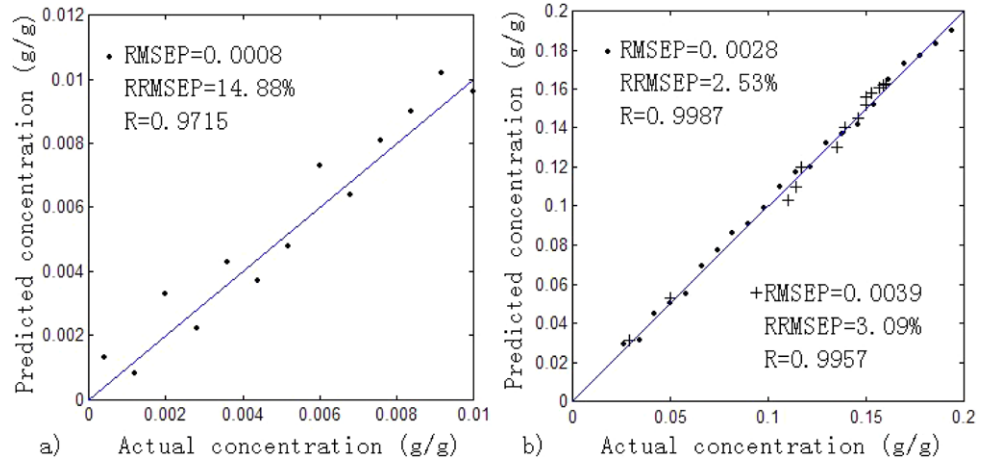 Predicted concentration (g/g)
0.012
0.01
0.008
0.006
0.004
0.002
0
• RMSEP=0.0008
RRMSEP=14.88%
R=0.9715
0 0.002 0.004 0.006 0.008 0.01
a) Actual concentration (g/g)
Predicted concentration (g/g)
0.2
0.18
0.16
0.14
0.12
0.1
0.08
0.06
0.04
0.02
0
• RMSEP=0.0028
RRMSEP=2.53%
R=0.9987
+RMSEP=0.0039
RRMSEP=3.09%
R=0.9957
0 0.05 0.1 0.15 0.2
b) Actual concentration (g/g)